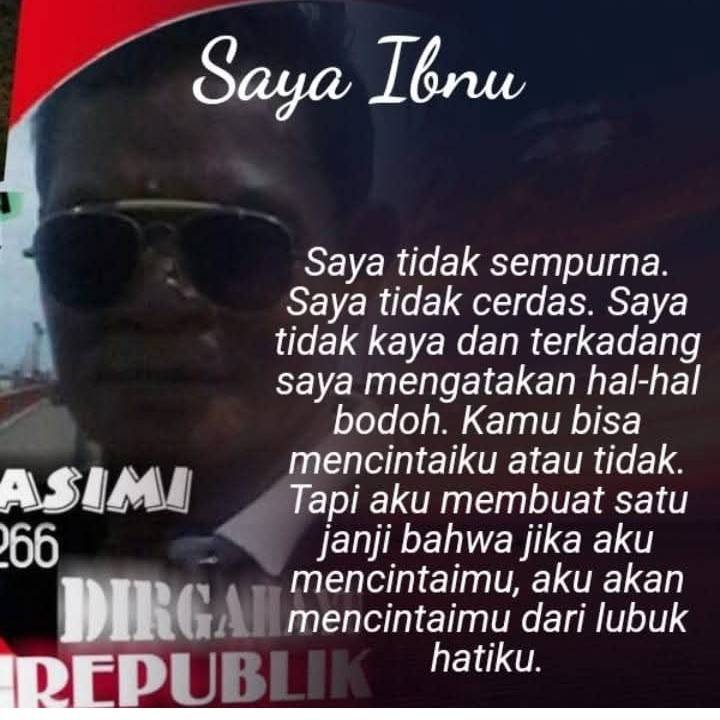 Saya Ibnu
Saya tidak sempurna.
Saya tidak cerdas. Saya
tidak kaya dan terkadang
saya mengatakan hal-hal
bodoh. Kamu bisa
mencintaiku atau tidak.
Tapi aku membuat satu
janji bahwa jika aku
mencintaimu, aku akan
mencintaimu dari lubuk
hatiku.
ASIMI
266
REPUBLIK